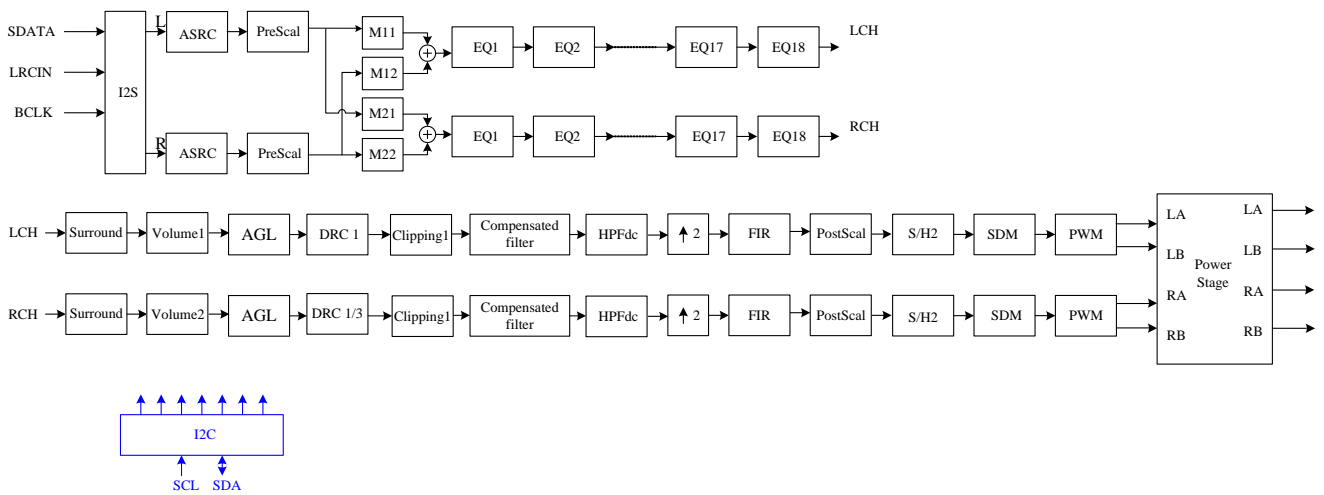 SDATA
LRCIN
BCLK
I2S
L
R
ASRC
PreScal
ASRC
PreScal
M11
M12
M21
M22
EQ1
EQ2
EQ17
EQ18
LCH
EQ1
EQ2
EQ17
EQ18
RCH
LCH
Surround
Volume1
AGL
DRC 1
Clipping1
Compensated
filter
HPFdc
2
FIR
PostScal
S/H2
SDM
PWM
RCH
Surround
Volume2
AGL
DRC 1/3
Clipping1
Compensated
filter
HPFdc
2
FIR
PostScal
S/H2
SDM
PWM
LA
LB
RA
RB
Power
Stage
LA
LB
RA
RB
I2C
SCL
SDA